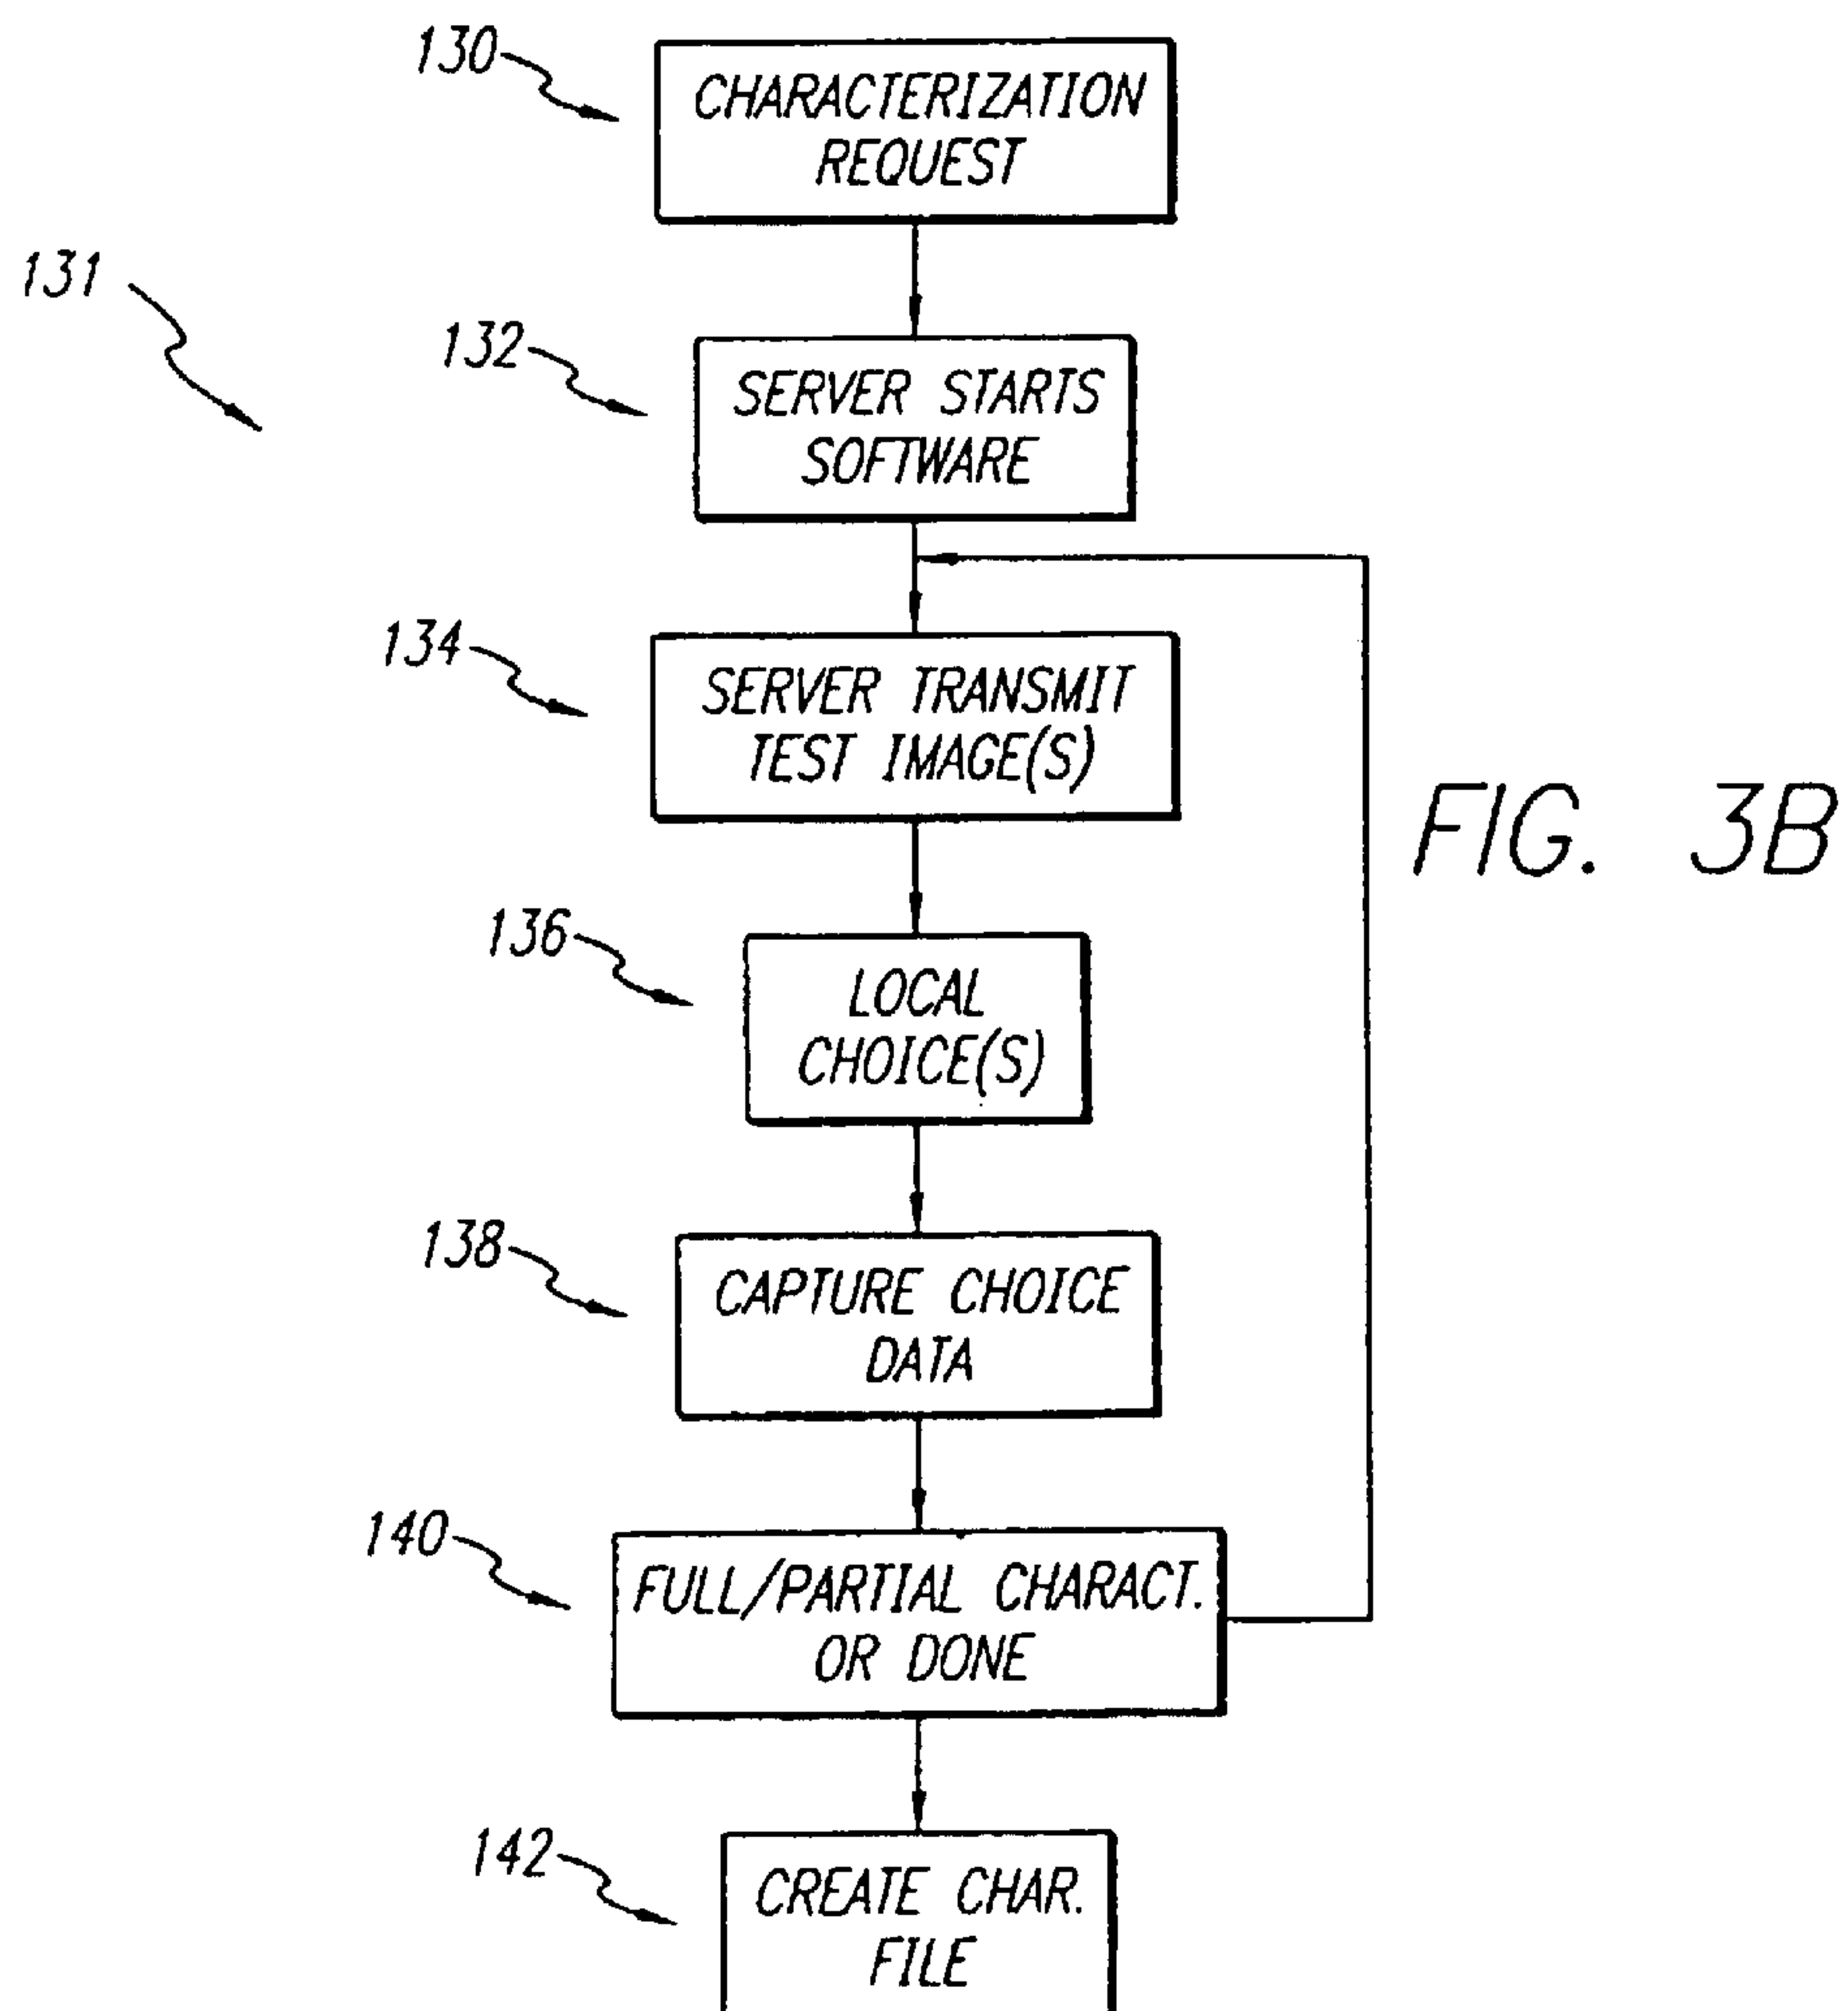 130
CHARACTERIZATION
REQUEST
131
132
SERVER STARTS
SOFTWARE
134
SERVER TRANSMIT
TEST IMAGE(S)
FIG. 3B
136
LOCAL
CHOICE(S)
138
CAPTURE CHOICE
DATA
140
FULL/PARTIAL CHARACT.
OR DONE
142
CREATE CHAR.
FILE